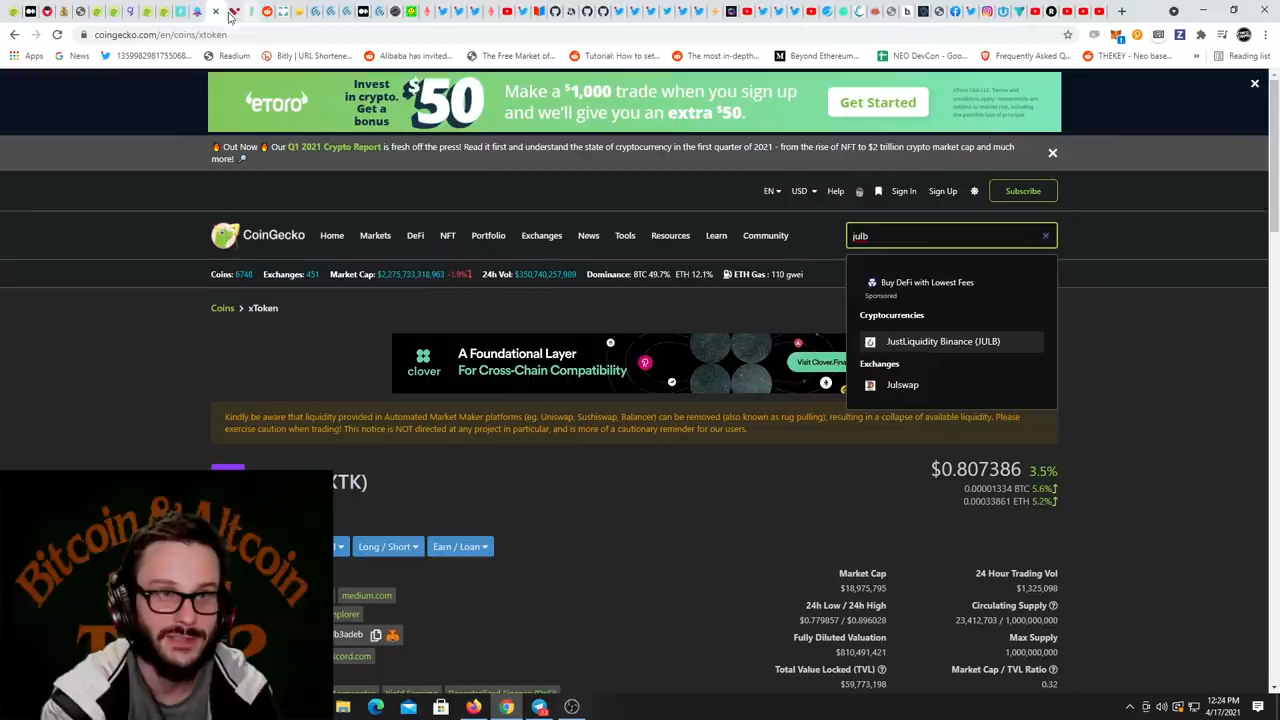 coingecko.com/en/coins/xtoken
Apps
News
1359982981755068...
Readium
Bitly | URL Shortene...
Alibaba has invited...
The Free Market of...
Tutorial: How to set...
The most in-depth...
Beyond Ethereum...
NEO DevCon - Goo...
Frequently Asked Q...
THEKEY - Neo base...
»
Reading list
eTORO
Invest
in crypto.
Get a
bonus
$50
Make a $1,000 trade when you sign up
and we'll give you an extra $50.
Get Started
🔥 Out Now 🔥 Our Q1 2021 Crypto Report is fresh off the press! Read it first and understand the state of cryptocurrency in the first quarter of 2021 - from the rise of NFT to $2 trillion crypto market cap and much
more! 🔎
EN
USD
Help
Sign In
Sign Up
Subscribe
CoinGecko
Home
Markets
DeFi
NFT
Portfolio
Exchanges
News
Tools
Resources
Learn
Community
julb
Coins: 6748
Exchanges: 451
Market Cap: $2,275,733,318,963 -1.9%
24h Vol: $350,740,257,989
Dominance: BTC 49.7% ETH 12.1%
ETH Gas: 110 gwei
Buy DeFi with Lowest Fees
Sponsored
Cryptocurrencies
JustLiquidity Binance (JULB)
Exchanges
Julswap
Coins > xToken
clover
A Foundational Layer
For Cross-Chain Compatibility
Visit Clover.Fina
Kindly be aware that liquidity provided in Automated Market Maker platforms (eg. Uniswap, Sushiswap, Balancer) can be removed (also known as rug pulling), resulting in a collapse of available liquidity. Please
exercise caution when trading! This notice is NOT directed at any project in particular, and is more of a cautionary reminder for our users.
XTK)
$0.807386 3.5%
0.00001334 BTC 5.6%
0.00033861 ETH 5.2%
Long / Short
Earn / Loan
Market Cap
$18,975,795
24 Hour Trading Vol
$1,325,098
medium.com
plorer
24h Low / 24h High
$0.779857 / $0.896028
Circulating Supply
23,412,703 / 1,000,000,000
lb3adeb
Fully Diluted Valuation
$810,491,421
Max Supply
1,000,000,000
cord.com
Total Value Locked (TVL)
$59,773,198
Market Cap / TVL Ratio
0.32
Bitcoin & Altcoin
12:24 PM
4/17/2021